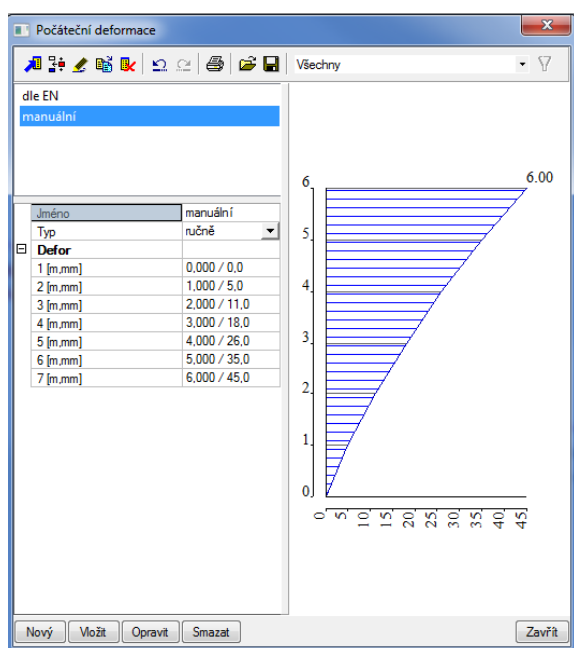 Počáteční deformace
Všechny
dle EN
manuální
Jméno manuální
Typ ručně
Defor
1 [m,mm] 0,000 / 0,0
2 [m,mm] 1,000 / 5,0
3 [m,mm] 2,000 / 11,0
4 [m,mm] 3,000 / 18,0
5 [m,mm] 4,000 / 26,0
6 [m,mm] 5,000 / 35,0
7 [m,mm] 6,000 / 45,0
6 6.00
5
4
3
2
1
0
0 5 10 15 20 25 30 35 40 45
Nový Vložit Opravit Smazat Zavřít